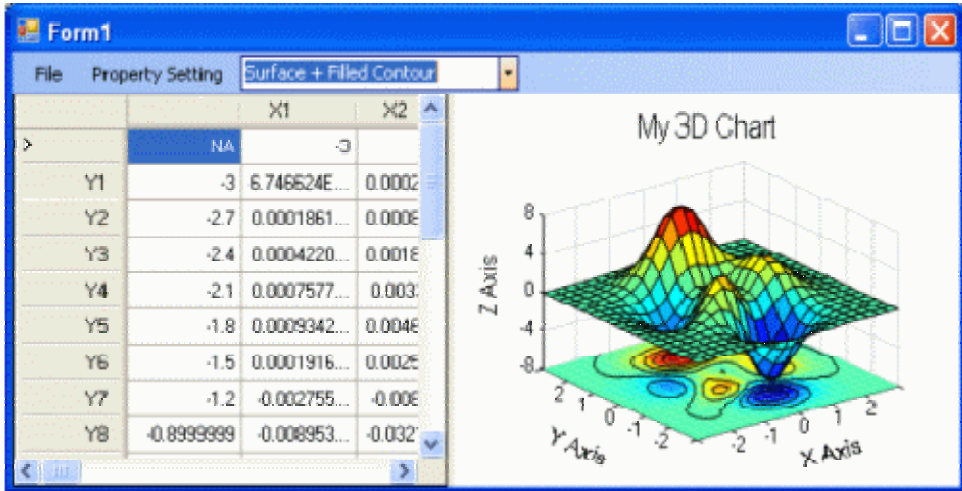 Form1
File Property Setting Surface + Filled Contour
X1 X2
NA -3
Y1 -3 6.746624E... 0.0002
Y2 -2.7 0.0001861... 0.0008
Y3 -2.4 0.0004220... 0.0018
Y4 -2.1 0.0007577... 0.003
Y5 -1.8 0.0009342... 0.0046
Y6 -1.5 0.0001916... 0.0025
Y7 -1.2 -0.002755... -0.008
Y8 -0.8999999 -0.008953... -0.032
My 3D Chart
8
4
0
-4
-8
Z Axis
2 1 0 -1 -2
Y Axis
-2 -1 0 1 2
X Axis